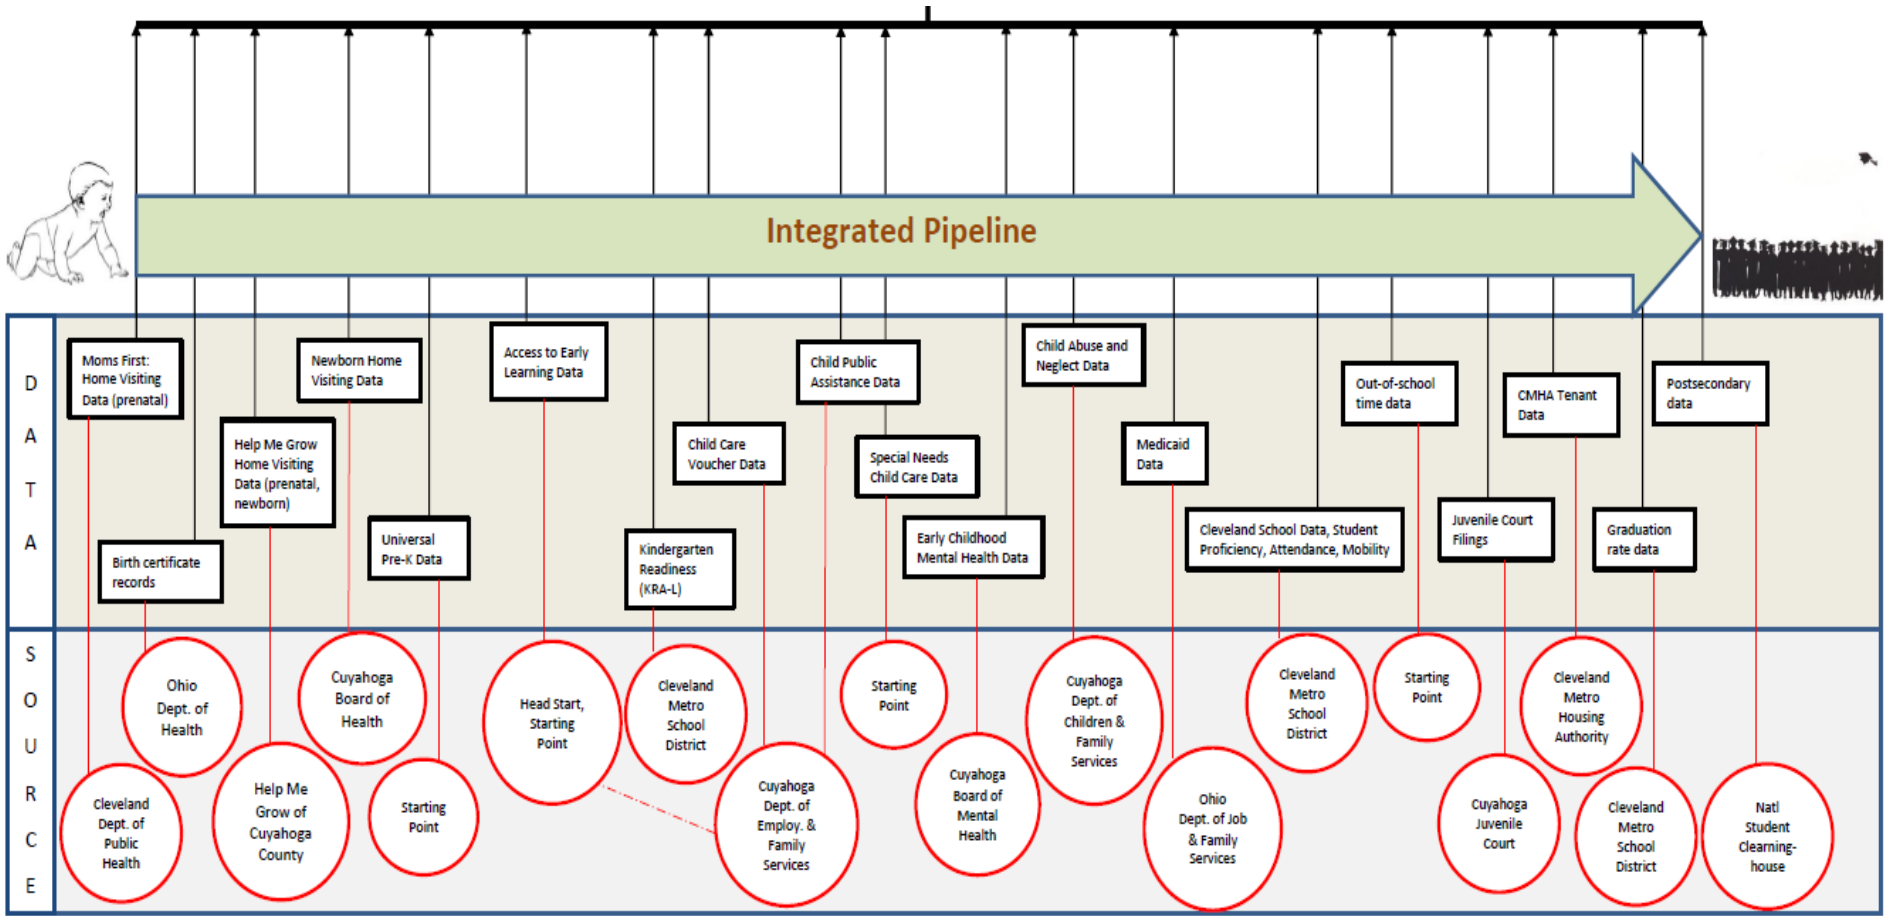 Integrated Pipeline
D
A
T
A
Moms First:
Home Visiting
Data (prenatal)
Birth certificate
records
Help Me Grow
Home Visiting
Data (prenatal,
newborn)
Newborn Home
Visiting Data
Universal
Pre-K Data
Access to Early
Learning Data
Kindergarten
Readiness
(KRA-L)
Child Care
Voucher Data
Child Public
Assistance Data
Special Needs
Child Care Data
Early Childhood
Mental Health Data
Child Abuse and
Neglect Data
Medicaid
Data
Cleveland School Data, Student
Proficiency, Attendance, Mobility
Out-of-school
time data
Juvenile Court
Filings
CMHA Tenant
Data
Graduation
rate data
Postsecondary
data
S
O
U
R
C
E
Cleveland
Dept. of
Public
Health
Ohio
Dept. of
Health
Help Me
Grow of
Cuyahoga
County
Cuyahoga
Board of
Health
Starting
Point
Head Start,
Starting
Point
Cleveland
Metro
School
District
Cuyahoga
Dept. of
Employ. &
Family
Services
Starting
Point
Cuyahoga
Board of
Mental
Health
Cuyahoga
Dept. of
Children &
Family
Services
Ohio
Dept. of Job
& Family
Services
Cleveland
Metro
School
District
Starting
Point
Cuyahoga
Juvenile
Court
Cleveland
Metro
Housing
Authority
Cleveland
Metro
School
District
Natl
Student
Clearning-
house